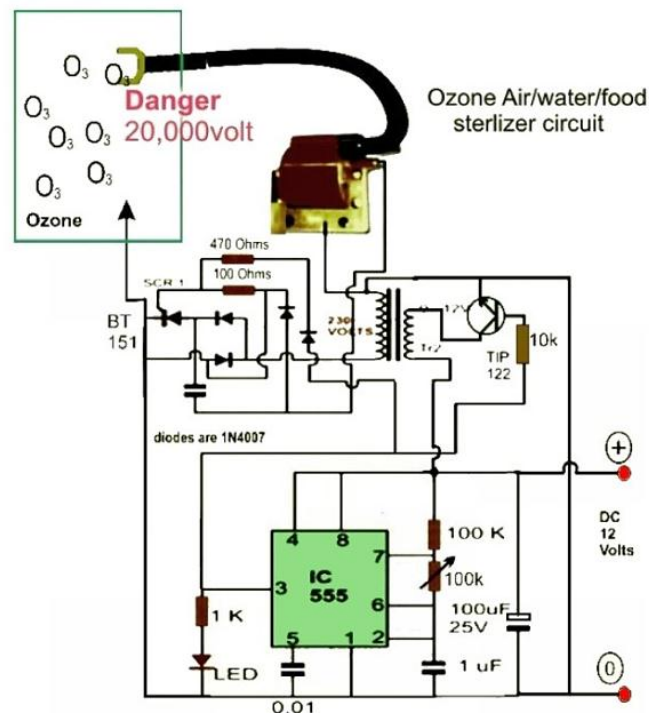 O3
O3
O3
O3
O3
O3
O3
Danger
20,000volt
Ozone
Ozone Air/water/food
sterlizer circuit
470 Ohms
100 Ohms
SCR 1
BT
151
230
VOLTS
12V
Tr2
TIP
122
10k
diodes are 1N4007
+
DC
12
Volts
4
8
7
100 K
100k
3
IC
555
6
2
5
1
1 K
LED
100uF
25V
1 uF
0.01
0